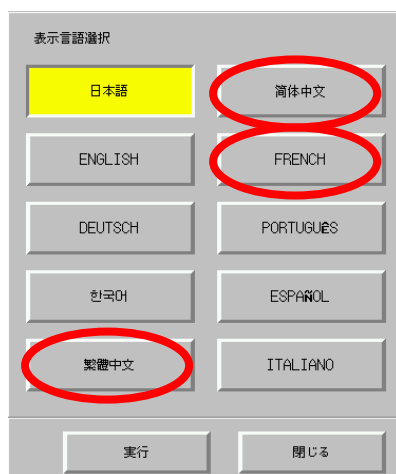 表示言語選択
日本語
简体中文
ENGLISH
FRENCH
DEUTSCH
PORTUGUÊS
한국어
ESPAÑOL
繁體中文
ITALIANO
実行
閉じる